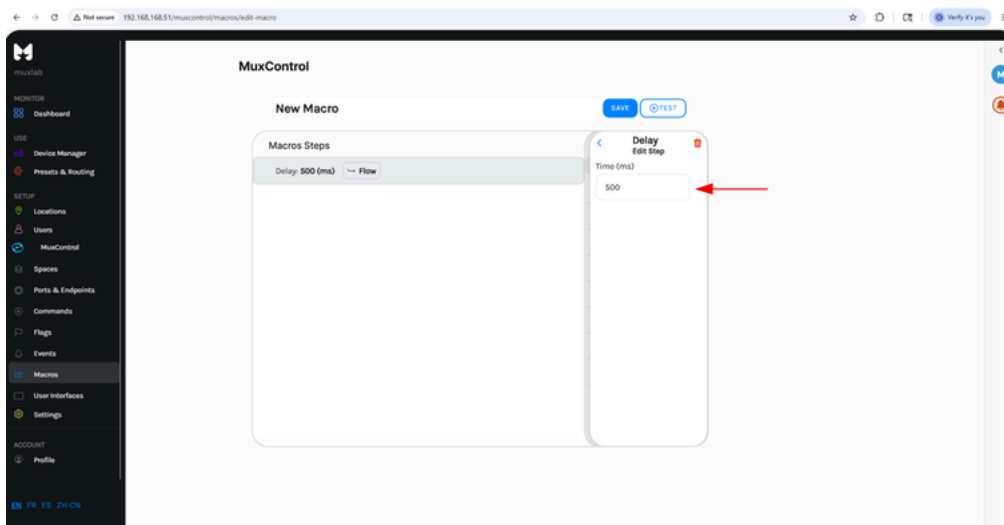 Not secure 192.168.168.51/muxcontrol/macros/edit-macro
Verify it's you
muxlab
MONITOR
Dashboard
USE
Device Manager
Presets & Routing
SETUP
Locations
Users
MuxControl
Spaces
Ports & Endpoints
Commands
Flags
Events
Macros
User Interfaces
Settings
ACCOUNT
Profile
EN FR ES ZH-CN
MuxControl
New Macro
SAVE TEST
Macros Steps
Delay: 500 (ms) Flow
Delay
Edit Step
Time (ms)
500
M